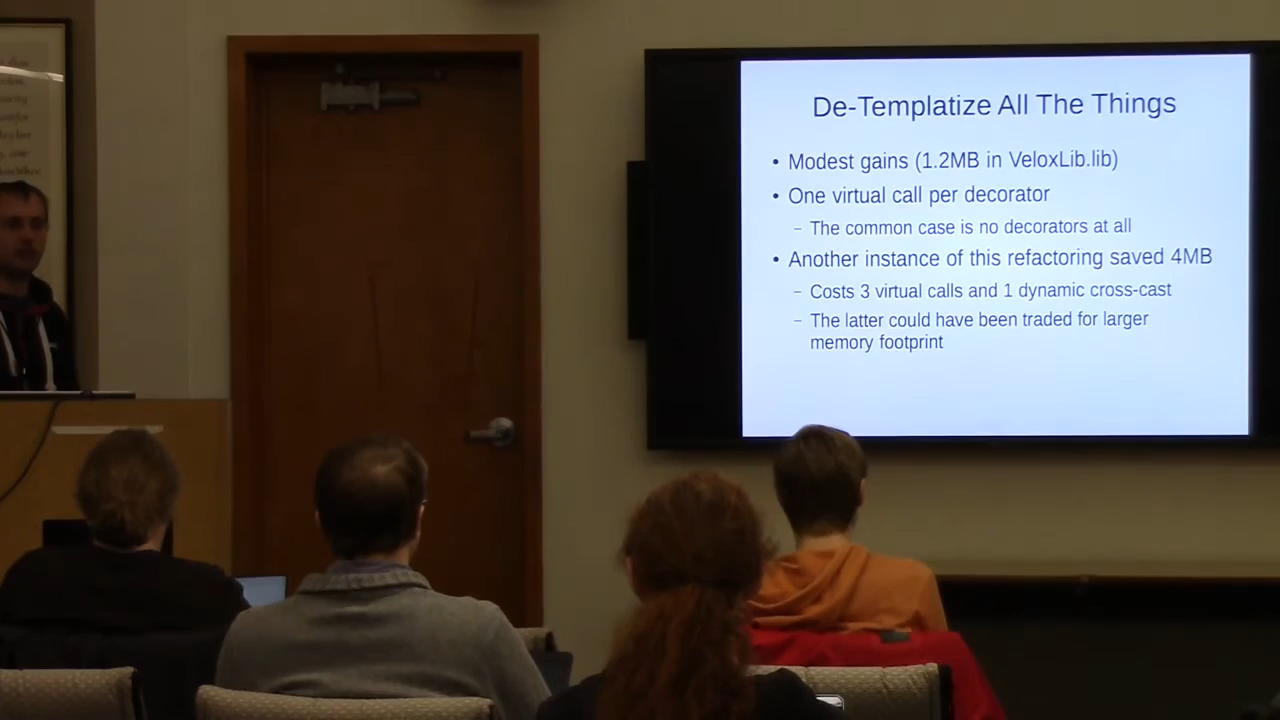 De-Templatize All The Things
• Modest gains (1.2MB in VeloxLib.lib)
• One virtual call per decorator
– The common case is no decorators at all
• Another instance of this refactoring saved 4MB
– Costs 3 virtual calls and 1 dynamic cross-cast
– The latter could have been traded for larger
memory footprint